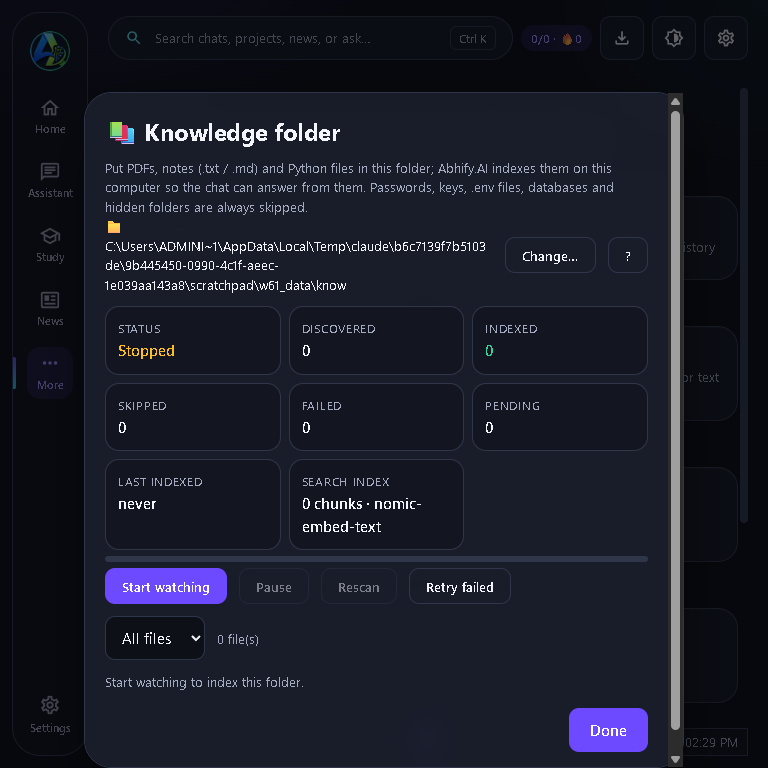 Search chats, projects, news, or ask...
Ctrl K
0/0 · 🔥 0
Home
Assistant
Study
News
More
Settings
📚 Knowledge folder
Put PDFs, notes (.txt / .md) and Python files in this folder; Abhify.AI indexes them on this
computer so the chat can answer from them. Passwords, keys, .env files, databases and
hidden folders are always skipped.
📁
C:\Users\ADMINI~1\AppData\Local\Temp\claude\b6c7139f7b5103
de\9b445450-0990-4c1f-aeec-
1e039aa143a8\scratchpad\w61_data\know
Change...
?
STATUS
Stopped
DISCOVERED
0
INDEXED
0
SKIPPED
0
FAILED
0
PENDING
0
LAST INDEXED
never
SEARCH INDEX
0 chunks · nomic-
embed-text
Start watching
Pause
Rescan
Retry failed
All files
0 file(s)
Start watching to index this folder.
Done
text
02:29 PM